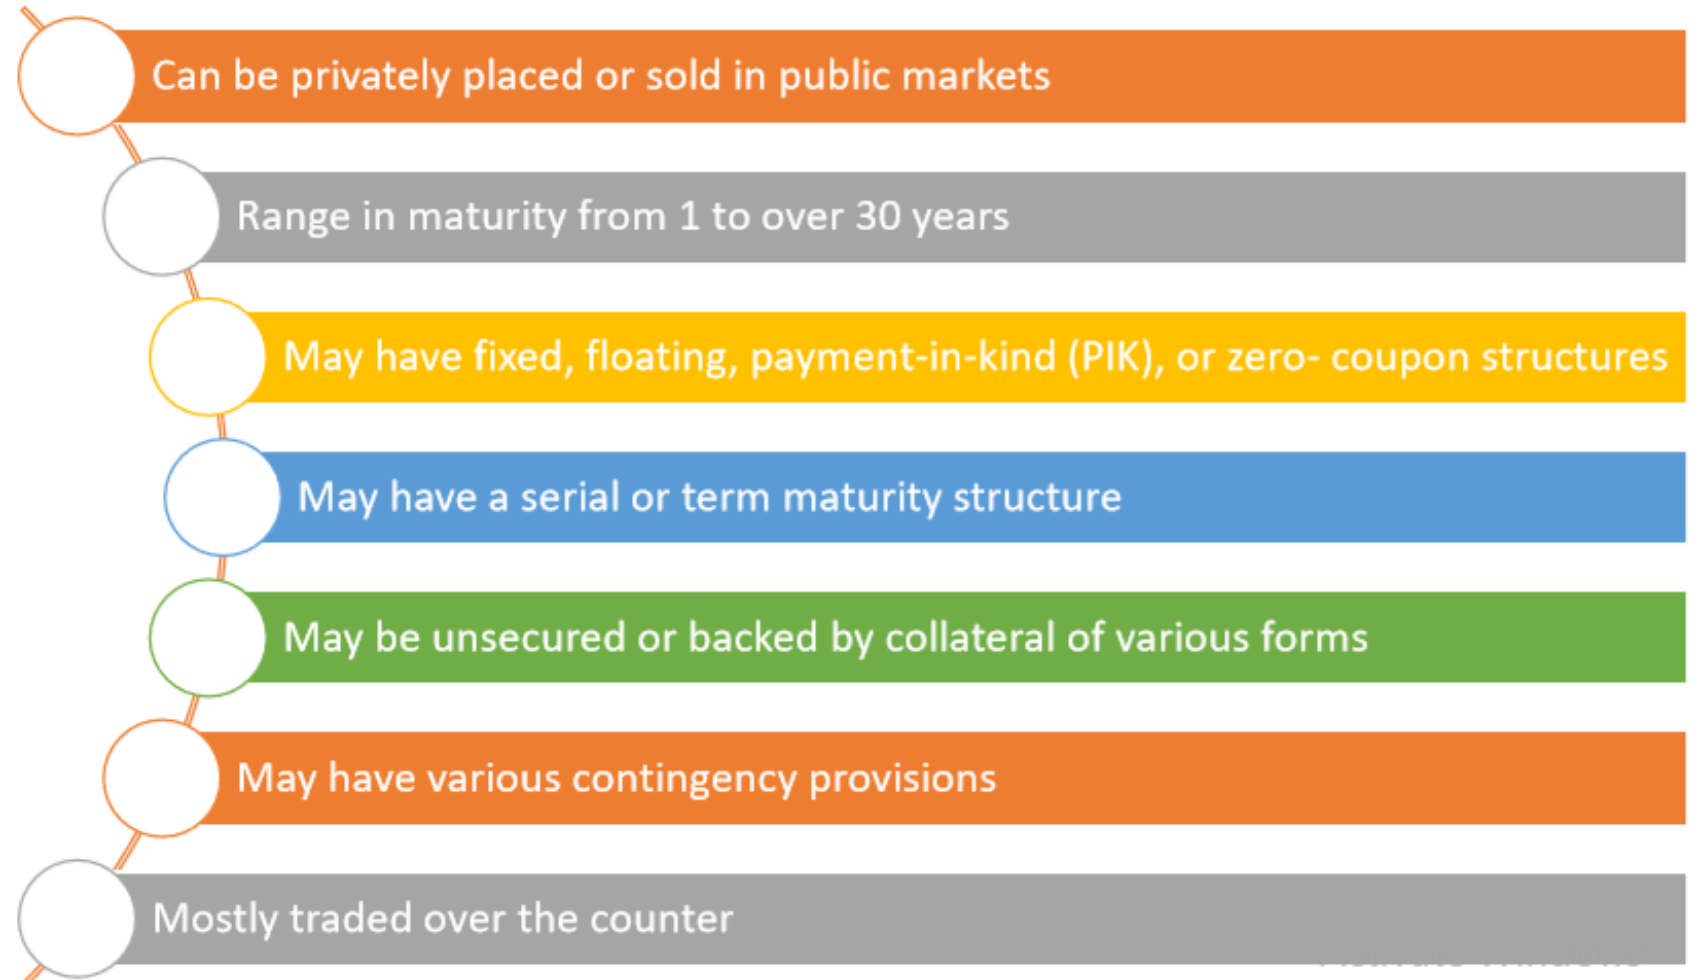 Can be privately placed or sold in public markets
Range in maturity from 1 to over 30 years
May have fixed, floating, payment-in-kind (PIK), or zero- coupon structures
May have a serial or term maturity structure
May be unsecured or backed by collateral of various forms
May have various contingency provisions
Mostly traded over the counter